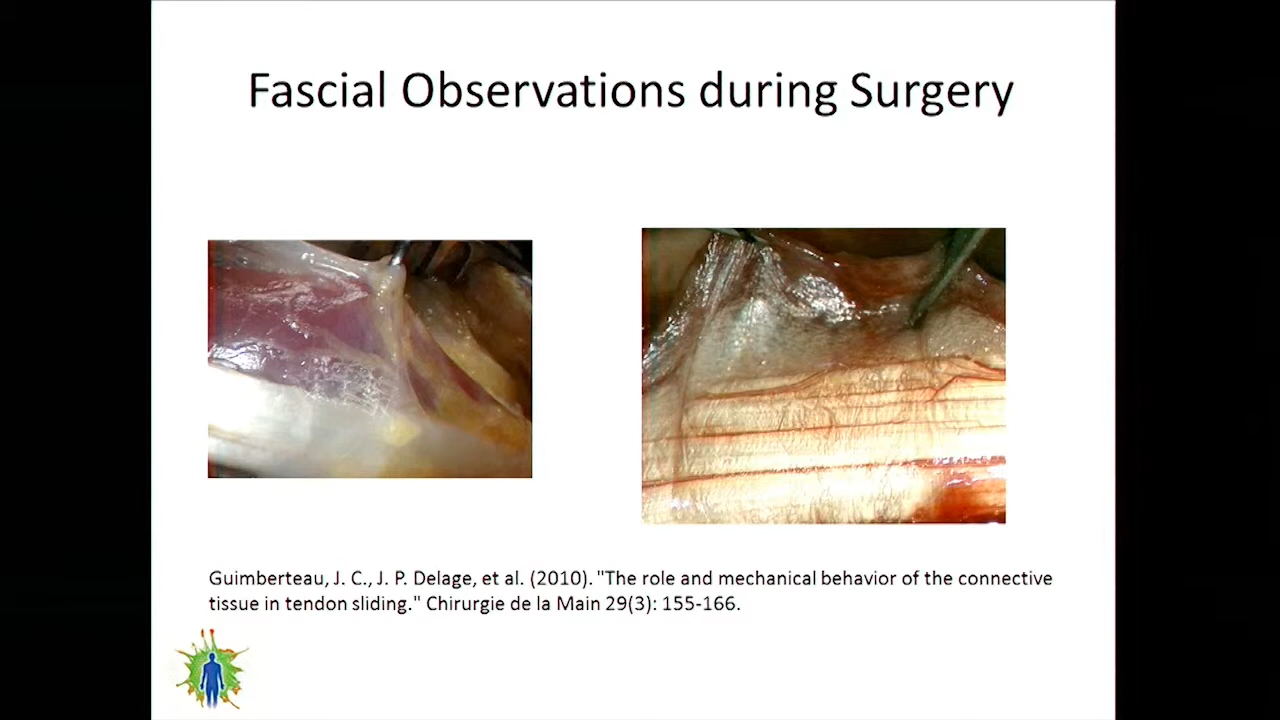 Fascial Observations during Surgery
Guimberteau, J. C., J. P. Delage, et al. (2010). "The role and mechanical behavior of the connective
tissue in tendon sliding." Chirurgie de la Main 29(3): 155-166.